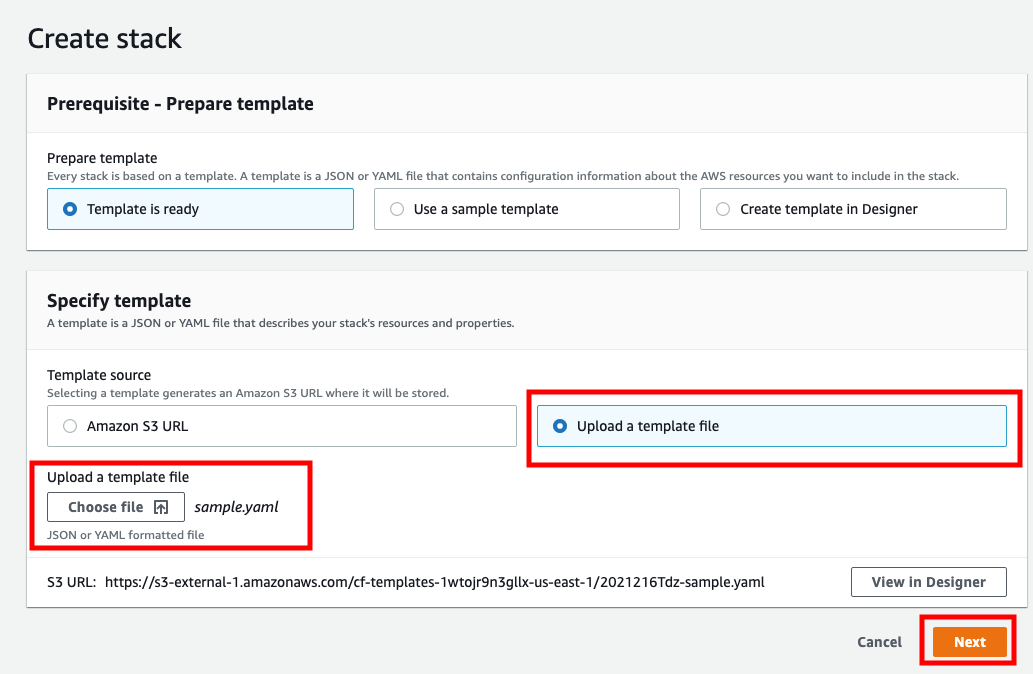 Create stack
Prerequisite - Prepare template
Prepare template
Every stack is based on a template. A template is a JSON or YAML file that contains configuration information about the AWS resources you want to include in the stack.
Template is ready
Use a sample template
Create template in Designer
Specify template
A template is a JSON or YAML file that describes your stack's resources and properties.
Template source
Selecting a template generates an Amazon S3 URL where it will be stored.
Amazon S3 URL
Upload a template file
Upload a template file
Choose file
sample.yaml
JSON or YAML formatted file
S3 URL: https://s3-external-1.amazonaws.com/cf-templates-1wtojr9n3gllx-us-east-1/2021216Tdz-sample.yaml
View in Designer
Cancel
Next